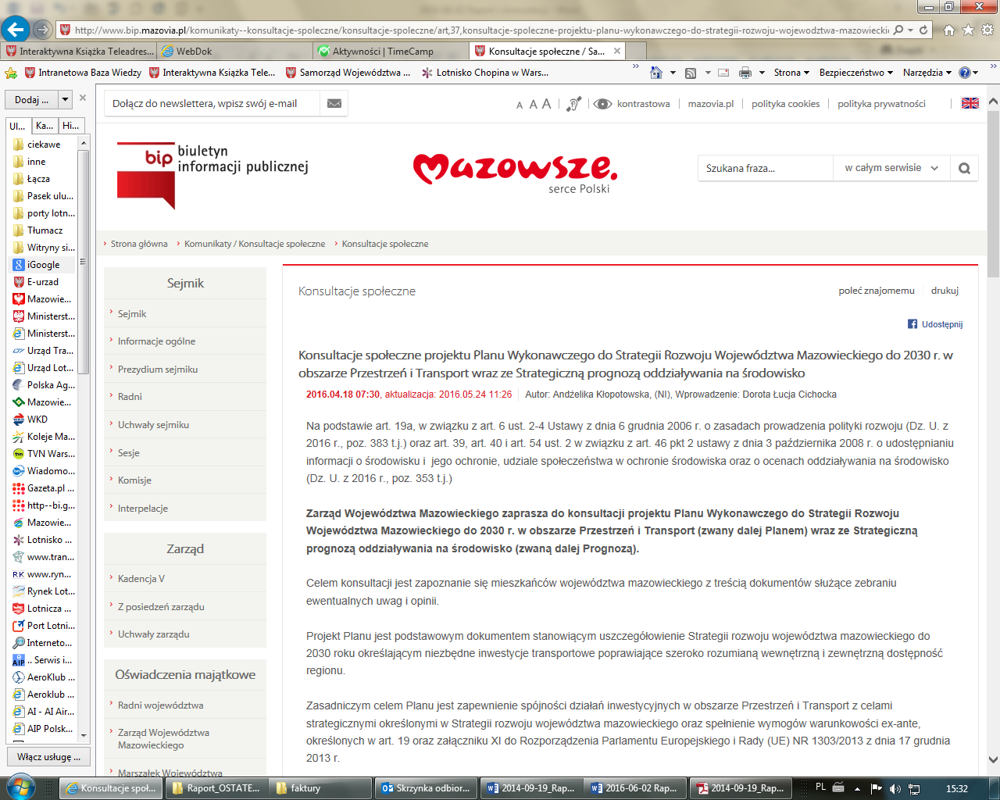 http://www.bip.mazovia.pl/komunikaty--konsultacje-spoleczne/konsultacje-spoleczne/art,37,konsultacje-spoleczne-projektu-planu-wykonawczego-do-strategii-rozwoju-wojewodztwa-mazowiecki
Interaktywna Książka Teleadres...
WebDok
Aktywności | TimeCamp
Konsultacje społeczne / Sa...
Intranetowa Baza Wiedzy
Interaktywna Książka Tele...
Samorząd Województwa ...
Lotnisko Chopina w Wars...
Strona
Bezpieczeństwo
Narzędzia
Dodaj ...
Ul...
Ka...
Hi...
ciekawe
inne
Łącza
Pasek ulu...
porty lotn...
Tłumacz
Witryny si...
iGoogle
E-urzad
Mazowie...
Ministerst...
Ministerst...
Urząd Tra...
Urząd Lot...
Polska Ag...
Mazowie...
WKD
Koleje Ma...
TVN Wars...
Wiadomo...
Gazeta.pl ...
http--bi.g...
Mazowie...
Lotnisko ...
www.tran...
RK www.ryn...
Rynek Lot...
Lotnicza ...
Port Lotni...
Interneto...
AIP .. Serwis i...
AeroKlub ...
Aeroklub ...
AI - AI Air...
AIP Polsk...
Włącz usługę ...
Dołącz do newslettera, wpisz swój e-mail
A A A
kontrastowa
mazovia.pl
polityka cookies
polityka prywatności
bip biuletyn
informacji publicznej
mazowsze.
serce Polski
Szukana fraza...
w całym serwisie
Strona główna
Komunikaty / Konsultacje społeczne
Konsultacje społeczne
Sejmik
Sejmik
Informacje ogólne
Prezydium sejmiku
Radni
Uchwały sejmiku
Sesje
Komisje
Interpelacje
Zarząd
Kadencja V
Z posiedzeń zarządu
Uchwały zarządu
Oświadczenia majątkowe
Radni województwa
Zarząd Województwa
Mazowieckiego
Marszałek Województwa
Konsultacje społeczne
poleć znajomemu
drukuj
Udostępnij
Konsultacje społeczne projektu Planu Wykonawczego do Strategii Rozwoju Województwa Mazowieckiego do 2030 r. w
obszarze Przestrzeń i Transport wraz ze Strategiczną prognozą oddziaływania na środowisko
2016.04.18 07:30, aktualizacja: 2016.05.24 11:26
Autor: Andżelika Kłopotowska, (NI), Wprowadzenie: Dorota Łucja Cichocka
Na podstawie art. 19a, w związku z art. 6 ust. 2-4 Ustawy z dnia 6 grudnia 2006 r. o zasadach prowadzenia polityki rozwoju (Dz. U. z
2016 r., poz. 383 t.j.) oraz art. 39, art. 40 i art. 54 ust. 2 w związku z art. 46 pkt 2 ustawy z dnia 3 października 2008 r. o udostępnianiu
informacji o środowisku i  jego ochronie, udziale społeczeństwa w ochronie środowiska oraz o ocenach oddziaływania na środowisko
(Dz. U. z 2016 r., poz. 353 t.j.)
Zarząd Województwa Mazowieckiego zaprasza do konsultacji projektu Planu Wykonawczego do Strategii Rozwoju
Województwa Mazowieckiego do 2030 r. w obszarze Przestrzeń i Transport (zwany dalej Planem) wraz ze Strategiczną
prognozą oddziaływania na środowisko (zwaną dalej Prognozą).
Celem konsultacji jest zapoznanie się mieszkańców województwa mazowieckiego z treścią dokumentów służące zebraniu
ewentualnych uwag i opinii.
Projekt Planu jest podstawowym dokumentem stanowiącym uszczegółowienie Strategii rozwoju województwa mazowieckiego do
2030 roku określającym niezbędne inwestycje transportowe poprawiające szeroko rozumianą wewnętrzną i zewnętrzną dostępność
regionu.
Zasadniczym celem Planu jest zapewnienie spójności działań inwestycyjnych w obszarze Przestrzeń i Transport z celami
strategicznymi określonymi w Strategii rozwoju województwa mazowieckiego oraz spełnienie wymogów warunkowości ex-ante,
określonych w art. 19 oraz załączniku XI do Rozporządzenia Parlamentu Europejskiego i Rady (UE) NR 1303/2013 z dnia 17 grudnia
2013 r.
Konsultacje społ...
Raport_OSTATE...
faktury
Skrzynka odbior...
2014-09-19_Rap...
2016-06-02 Rap...
2014-09-19_Rap...
PL
15:32